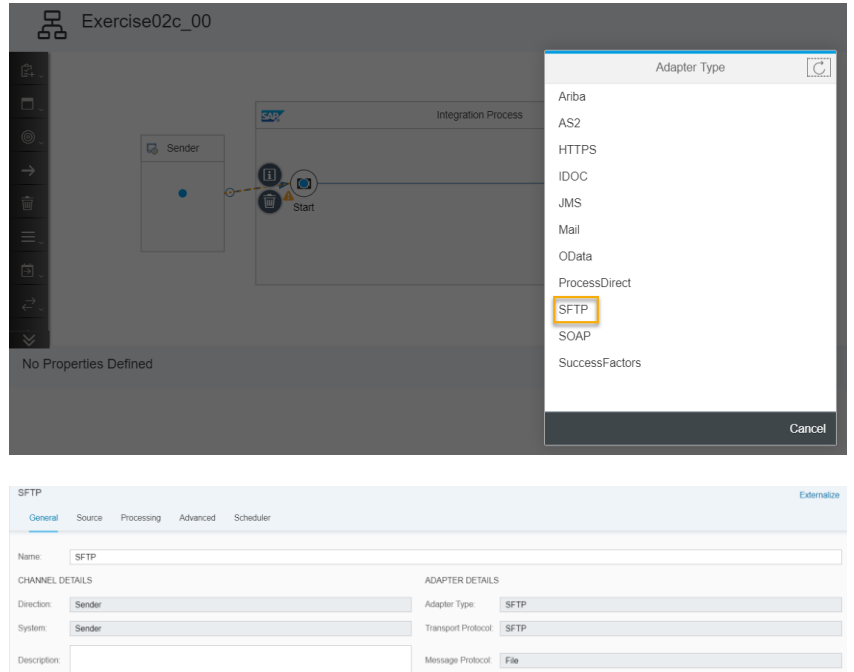 Exercise02c_00
Adapter Type
SAP
Integration Process
Sender
Start
Ariba
AS2
HTTPS
IDOC
JMS
Mail
OData
ProcessDirect
SFTP
SOAP
SuccessFactors
No Properties Defined
Cancel
SFTP
Externalize
General Source Processing Advanced Scheduler
Name: SFTP
CHANNEL DETAILS ADAPTER DETAILS
Direction: Sender Adapter Type: SFTP
System: Sender Transport Protocol: SFTP
Description: Message Protocol: File